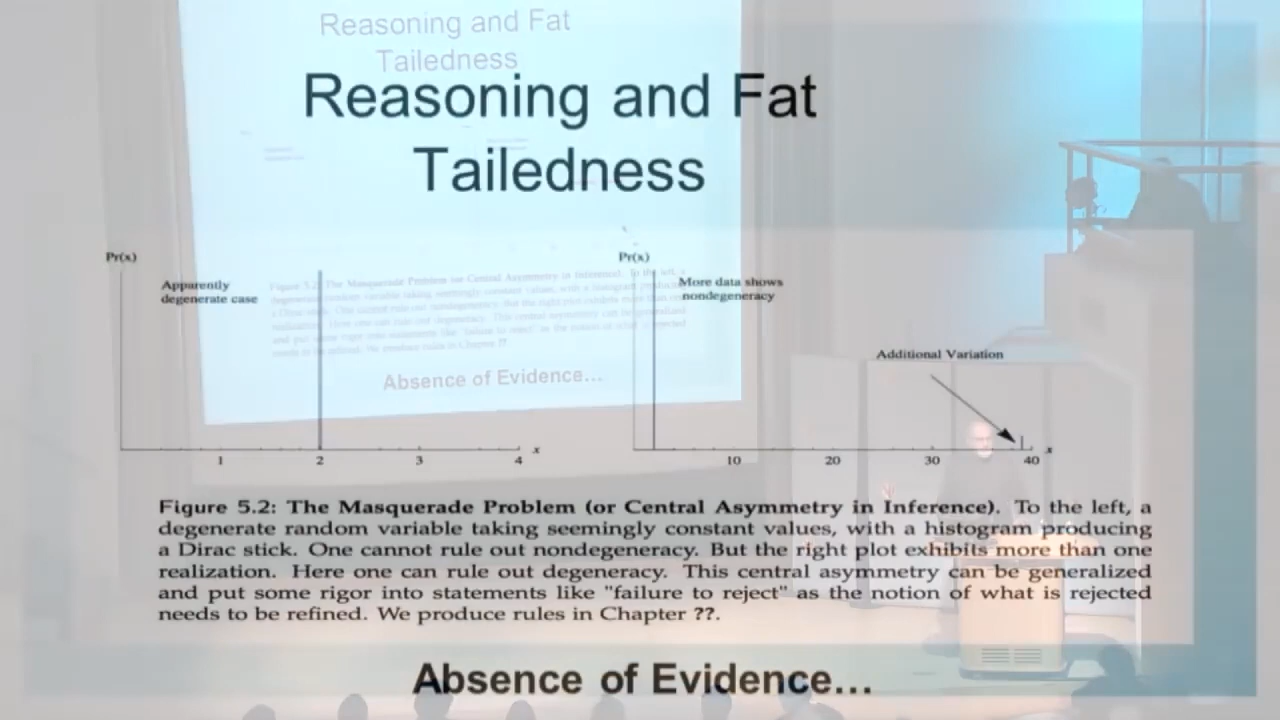 Reasoning and Fat
Tailedness
Reasoning and Fat
Tailedness
Pr(x)
Apparently
degenerate case
1
2
3
4
x
Pr(x)
More data shows
nondegeneracy
Additional Variation
10
20
30
40
x
Figure 5.2: The Masquerade Problem (or Central Asymmetry in Inference). To the left, a
degenerate random variable taking seemingly constant values, with a histogram producing
a Dirac stick. One cannot rule out nondegeneracy. But the right plot exhibits more than one
realization. Here one can rule out degeneracy. This central asymmetry can be generalized
and put some rigor into statements like "failure to reject" as the notion of what is rejected
needs to be refined. We produce rules in Chapter ??.
Absence of Evidence...
Absence of Evidence...